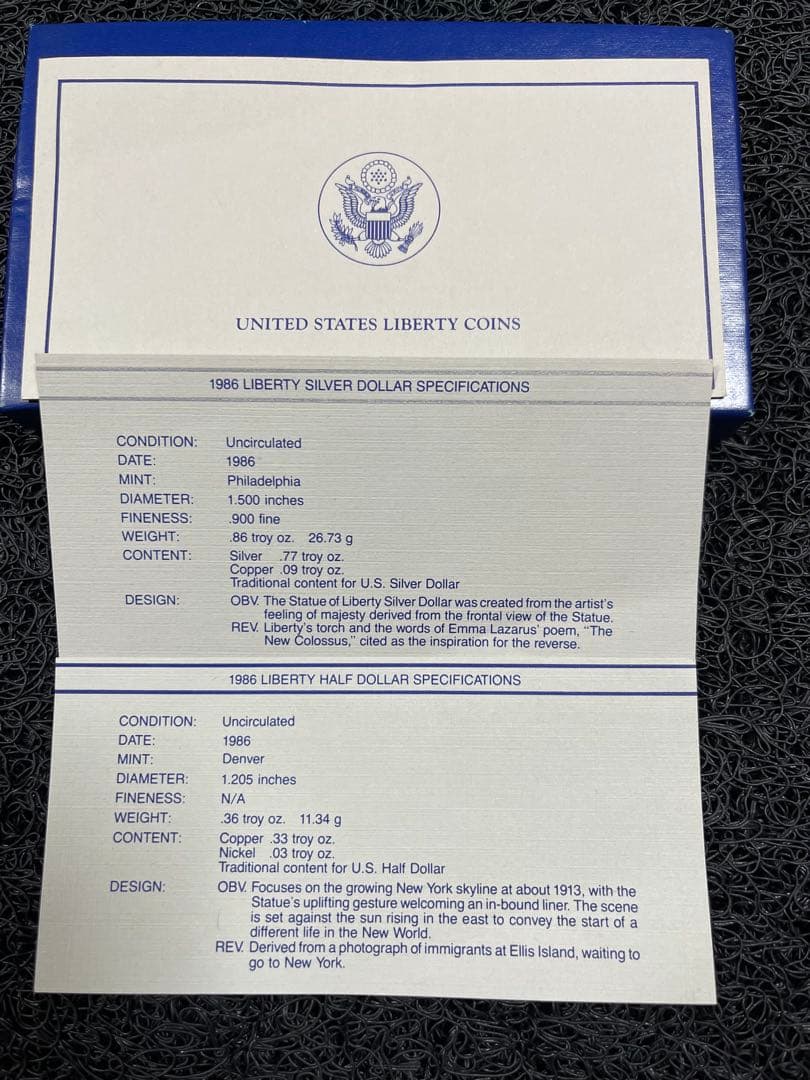 UNITED STATES LIBERTY COINS
1986 LIBERTY SILVER DOLLAR SPECIFICATIONS
CONDITION: Uncirculated
DATE: 1986
MINT: Philadelphia
DIAMETER: 1.500 inches
FINENESS: .900 fine
WEIGHT: .86 troy oz. 26.73 g
CONTENT: Silver .77 troy oz.
Copper .09 troy oz.
Traditional content for U.S. Silver Dollar
DESIGN: OBV. The Statue of Liberty Silver Dollar was created from the artist's
feeling of majesty derived from the frontal view of the Statue.
REV. Liberty's torch and the words of Emma Lazarus' poem, "The
New Colossus," cited as the inspiration for the reverse.
1986 LIBERTY HALF DOLLAR SPECIFICATIONS
CONDITION: Uncirculated
DATE: 1986
MINT: Denver
DIAMETER: 1.205 inches
FINENESS: N/A
WEIGHT: .36 troy oz. 11.34 g
CONTENT: Copper .33 troy oz.
Nickel .03 troy oz.
Traditional content for U.S. Half Dollar
DESIGN: OBV. Focuses on the growing New York skyline at about 1913, with the
Statue's uplifting gesture welcoming an in-bound liner. The scene
is set against the sun rising in the east to convey the start of a
different life in the New World.
REV. Derived from a photograph of immigrants at Ellis Island, waiting to
go to New York.